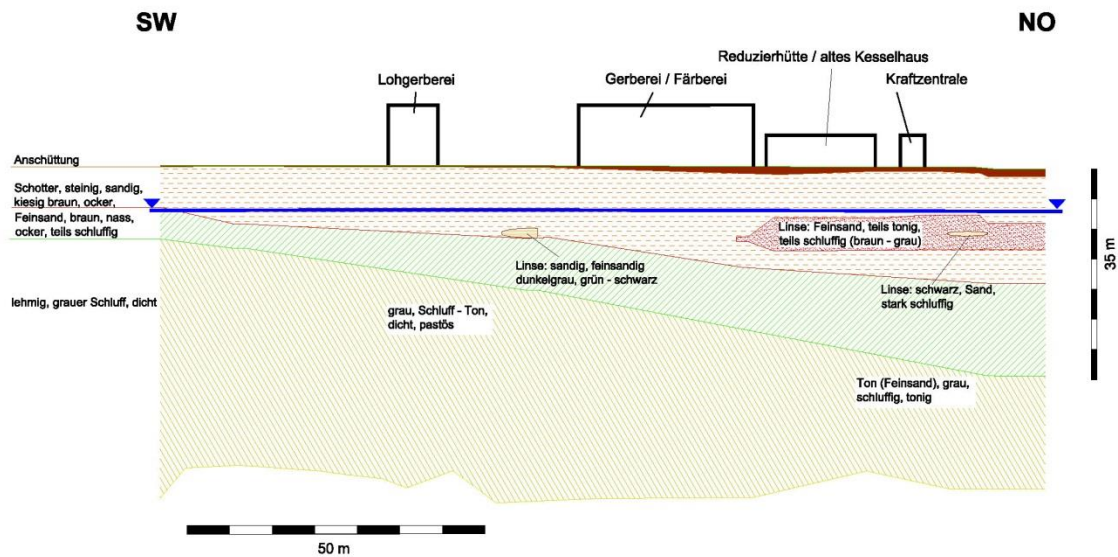 SW
NO
Reduzierhütte / altes Kesselhaus
Lohgerberei
Gerberei / Färberei
Kraftzentrale
Anschüttung
Schotter, steinig, sandig,
kiesig braun, ocker,
Feinsand, braun, nass,
ocker, teils schluffig
Linse: Feinsand, teils tonig,
teils schluffig (braun - grau)
35 m
Linse: sandig, feinsandig
dunkelgrau, grün - schwarz
Linse: schwarz, Sand,
stark schluffig
lehmig, grauer Schluff, dicht
grau, Schluff - Ton,
dicht, pastös
Ton (Feinsand), grau,
schluffig, tonig
50 m